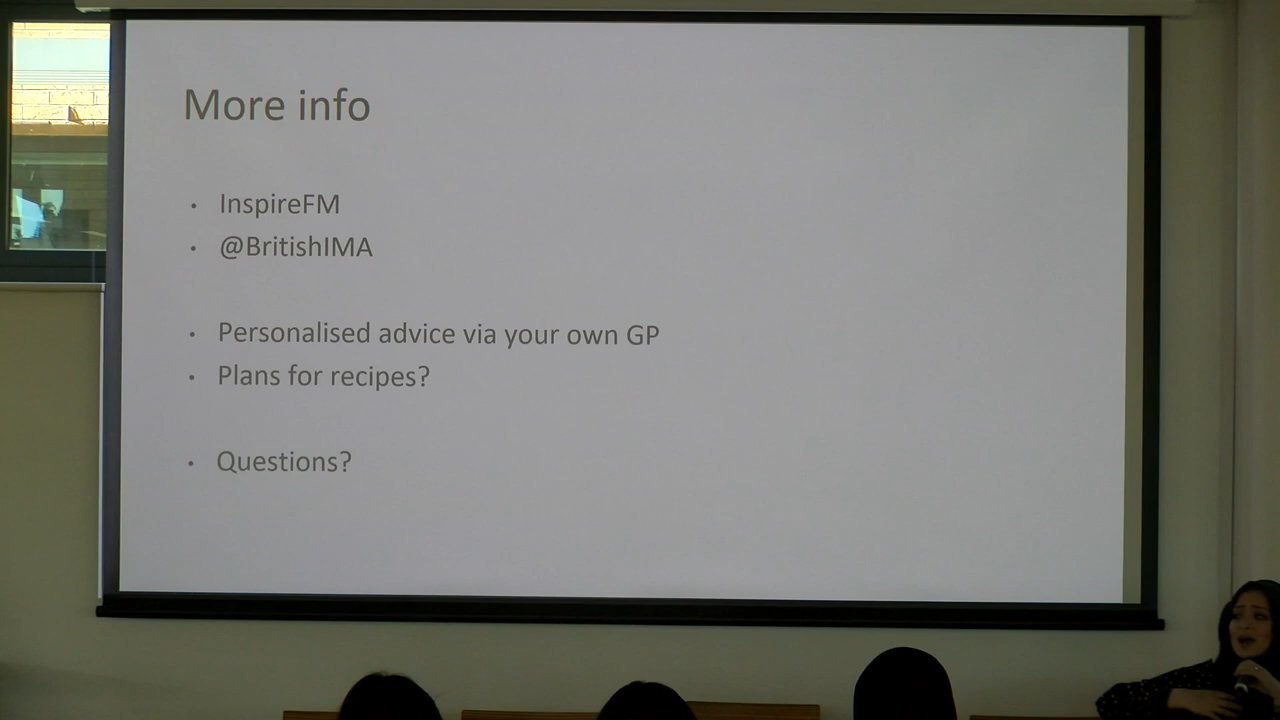 More info
• InspireFM
• @BritishIMA
• Personalised advice via your own GP
• Plans for recipes?
• Questions?